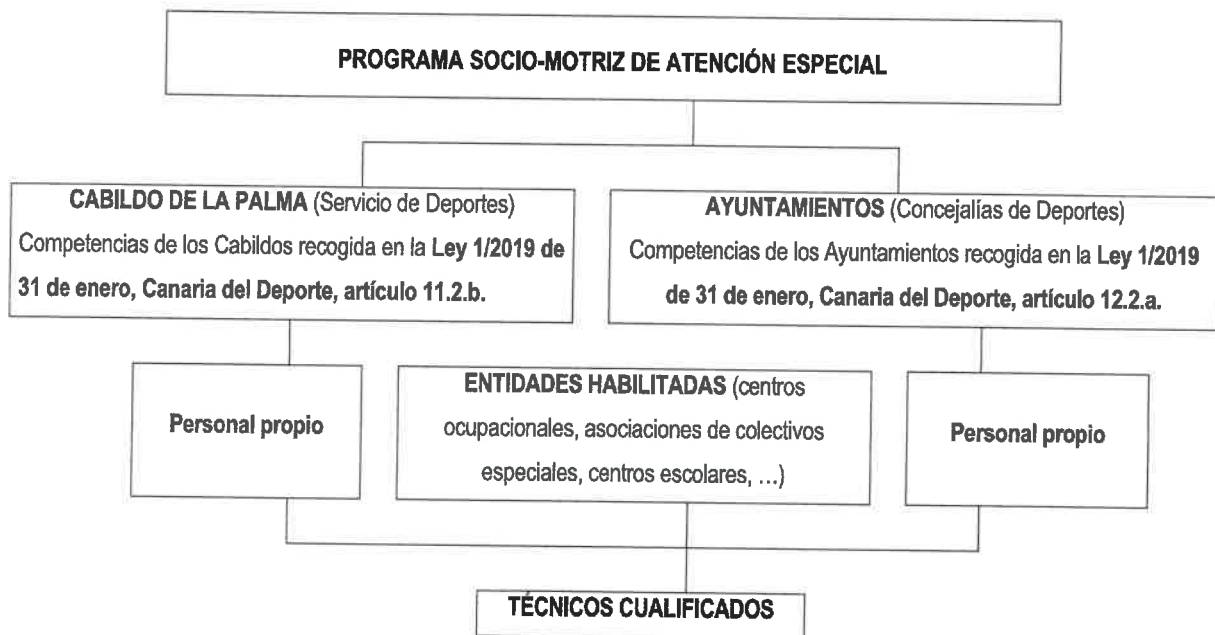 PROGRAMA SOCIO-MOTRIZ DE ATENCIÓN ESPECIAL
CABILDO DE LA PALMA (Servicio de Deportes)
Competencias de los Cabildos recogida en la Ley 1/2019 de
31 de enero, Canaria del Deporte, artículo 11.2.b.
AYUNTAMIENTOS (Concejalías de Deportes)
Competencias de los Ayuntamientos recogida en la Ley 1/2019
de 31 de enero, Canaria del Deporte, artículo 12.2.a.
Personal propio
ENTIDADES HABILITADAS (centros
ocupacionales, asociaciones de colectivos
especiales, centros escolares, ...)
Personal propio
TÉCNICOS CUALIFICADOS